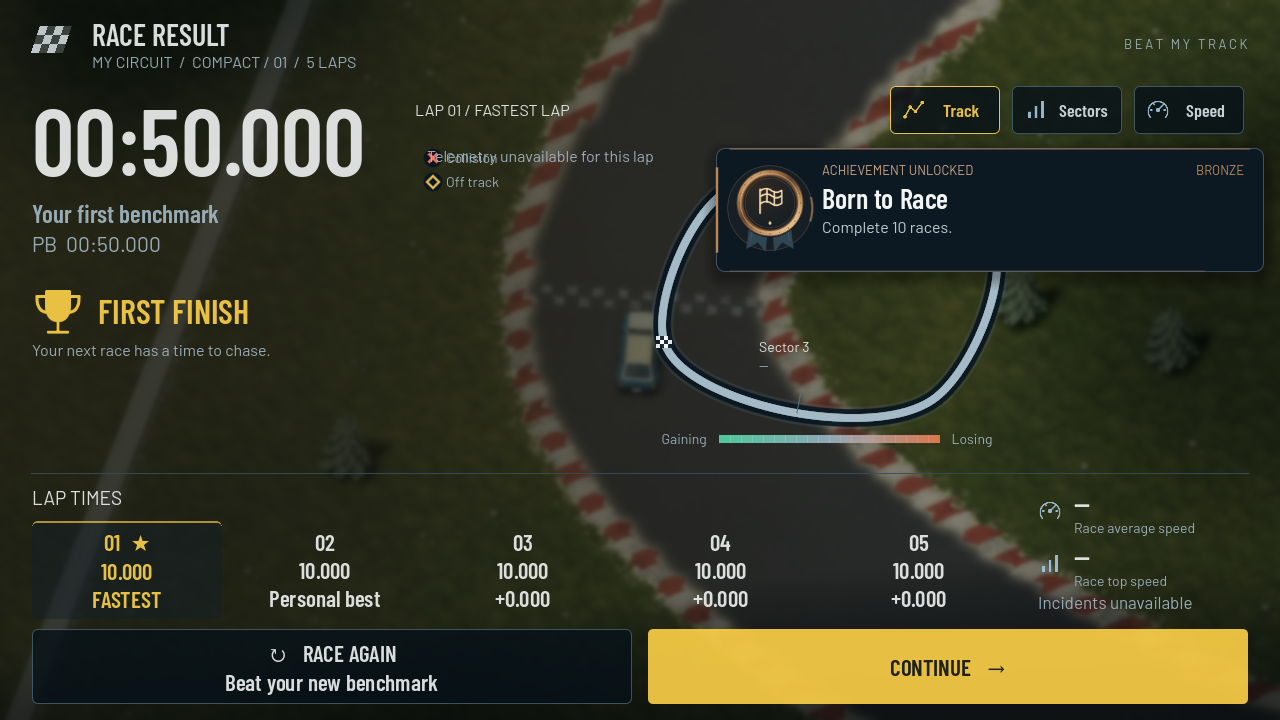 RACE RESULT
MY CIRCUIT / COMPACT / 01 / 5 LAPS
BEAT MY TRACK
00:50.000
Your first benchmark
PB 00:50.000
FIRST FINISH
Your next race has a time to chase.
LAP 01 / FASTEST LAP
Track
Sectors
Speed
Telemetry unavailable for this lap
Collision
Off track
ACHIEVEMENT UNLOCKED
BRONZE
Born to Race
Complete 10 races.
Sector 3
–
Gaining
Losing
LAP TIMES
01 ★
10.000
FASTEST
02
10.000
Personal best
03
10.000
+0.000
04
10.000
+0.000
05
10.000
+0.000
–
Race average speed
–
Race top speed
Incidents unavailable
↻ RACE AGAIN
Beat your new benchmark
CONTINUE →